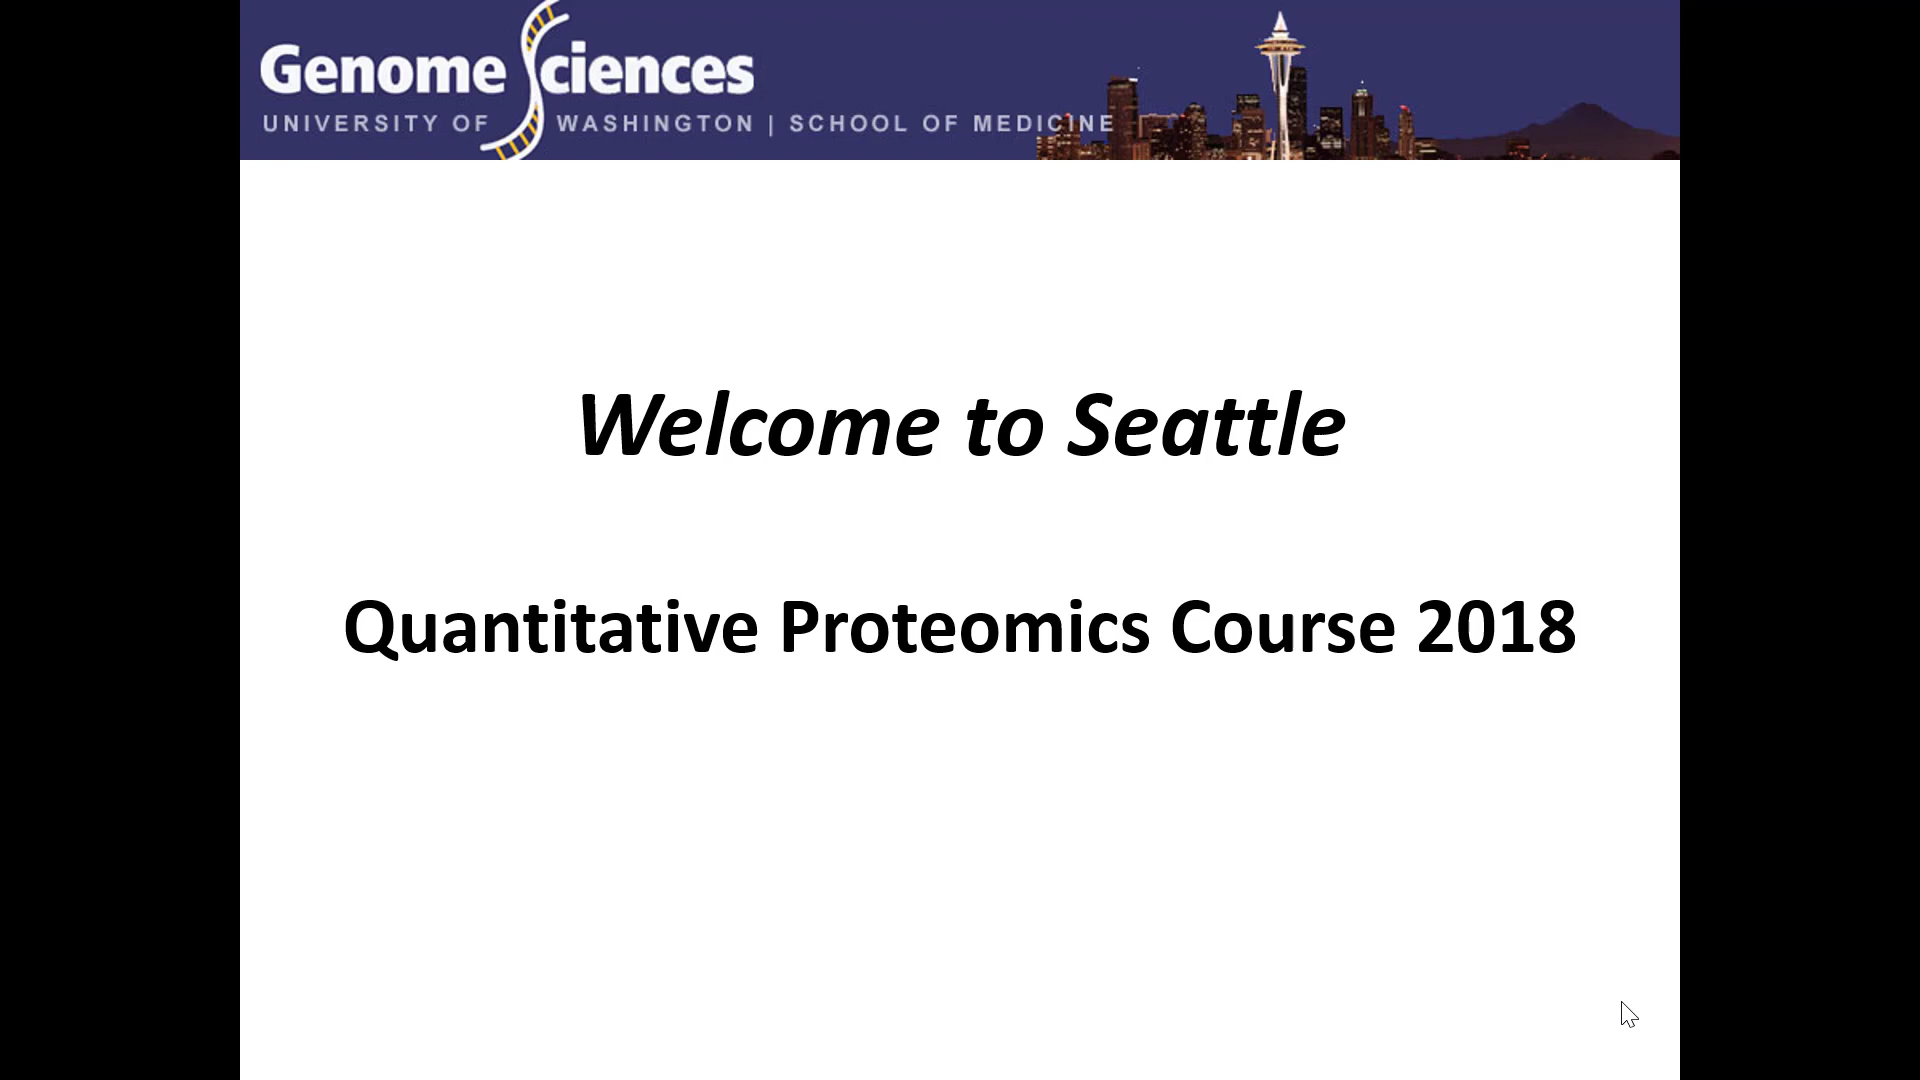 Genome Sciences
UNIVERSITY OF WASHINGTON | SCHOOL OF MEDICINE
Welcome to Seattle
Quantitative Proteomics Course 2018